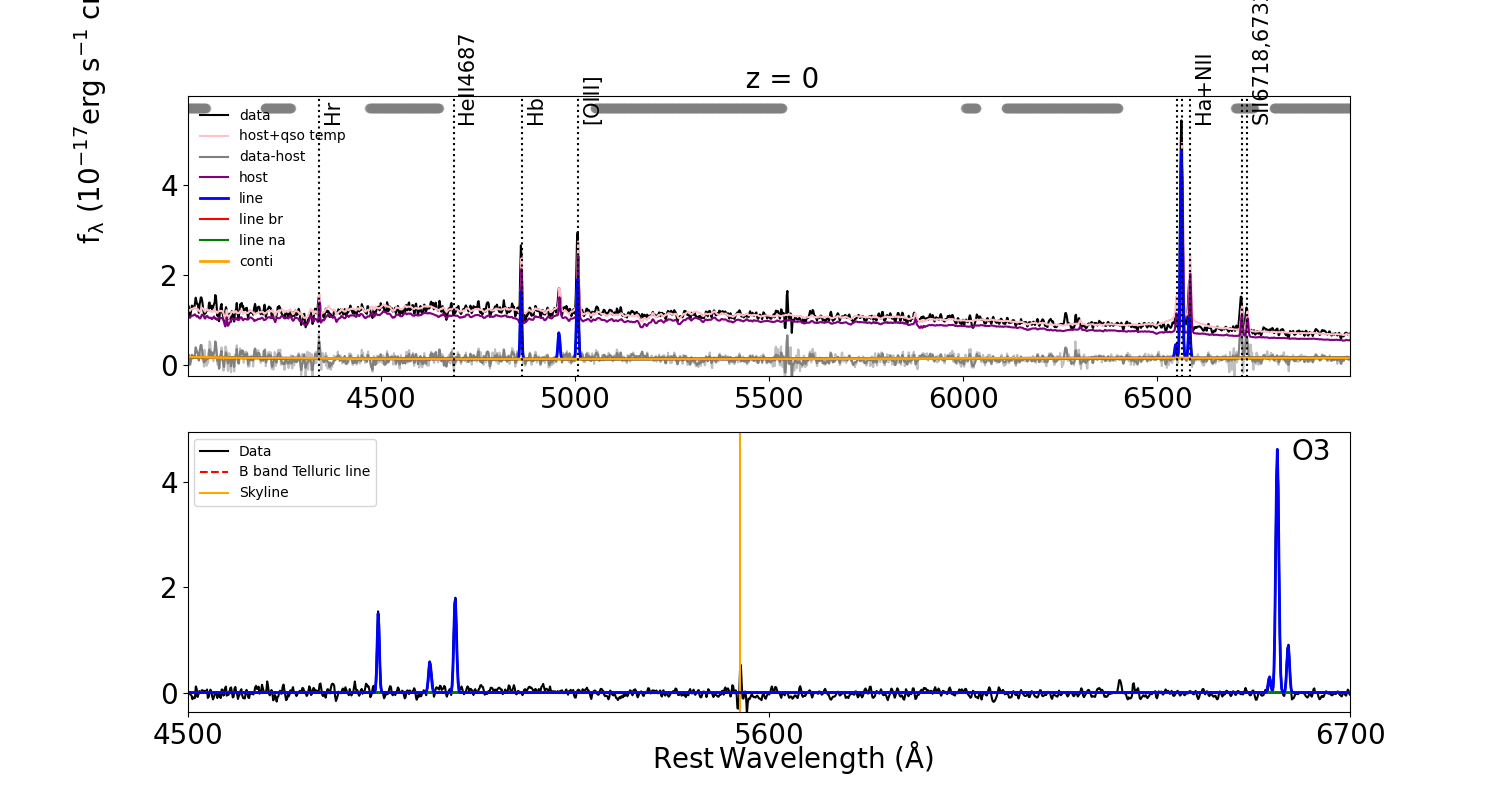 z = 0
f_λ (10^−17 erg s^−1
Hr
HeII4687
Hb
[OIII]
Ha+NII
data
host+qso temp
data-host
host
line
line br
line na
conti
4
2
0
4500
5000
5500
6000
6500
Data
B band Telluric line
Skyline
O3
4
2
0
4500
5600
6700
Rest Wavelength (Å)